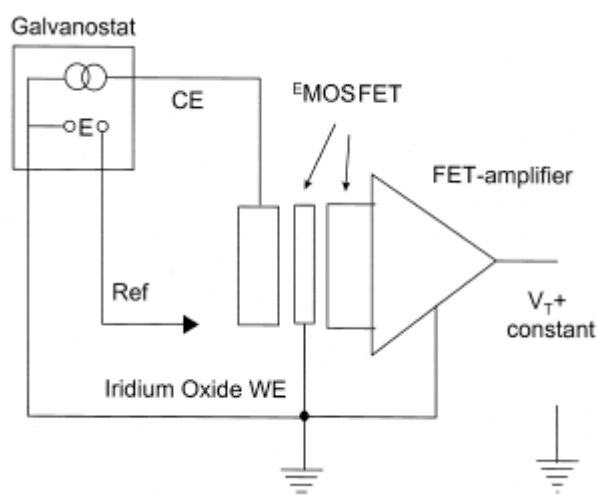 Galvanostat
CE
E
EMOSFET
FET-amplifier
Ref
VT+
constant
Iridium Oxide WE